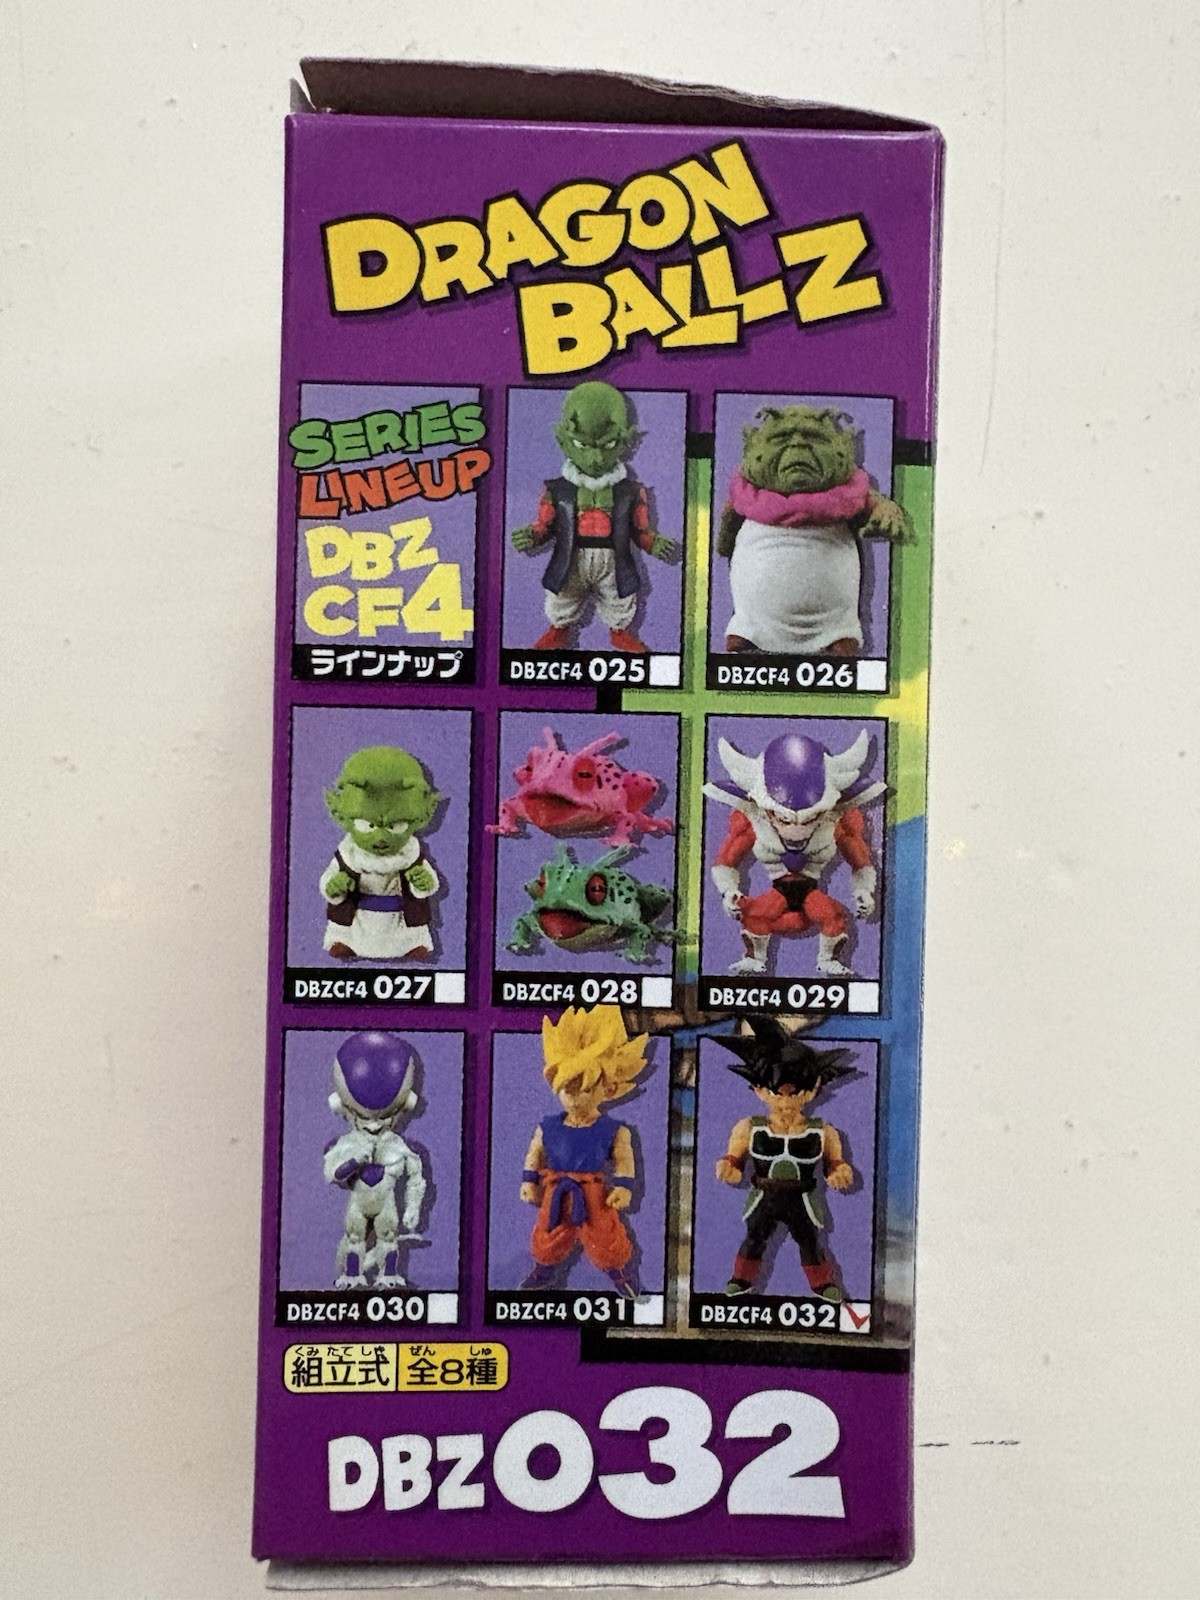 DRAGON
BALL Z
SERIES
LINEUP
DBZ
CF4
ラインナップ
DBZCF4 025
DBZCF4 026
DBZCF4 027
DBZCF4 028
DBZCF4 029
DBZCF4 030
DBZCF4 031
DBZCF4 032
くみたてしき ぜん しゅ
組立式 全8種
DBZ032